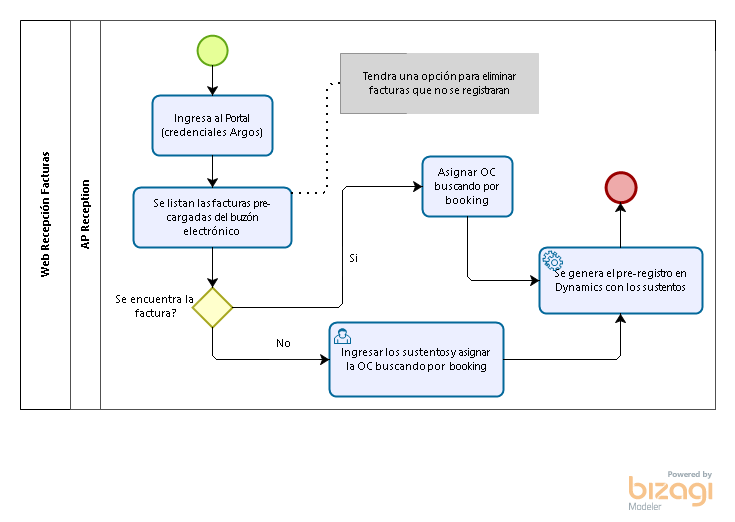 Web Recepción Facturas
AP Reception
Ingresa al Portal
(credenciales Argos)
Tendra una opción para eliminar
facturas que no se registraran
Se listan las facturas pre-
cargadas del buzón
electrónico
Asignar OC
buscando por
booking
Si
Se encuentra la
factura?
No
Se genera el pre-registro en
Dynamics con los sustentos
Ingresar los sustentos y asignar
la OC buscando por booking
Powered by
bizagi
Modeler